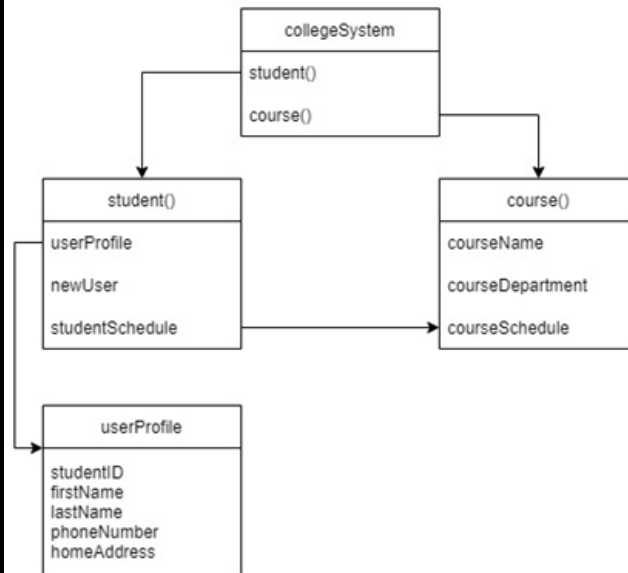 collegeSystem
student()
course()
student()
userProfile
newUser
studentSchedule
course()
courseName
courseDepartment
courseSchedule
userProfile
studentID
firstName
lastName
phoneNumber
homeAddress